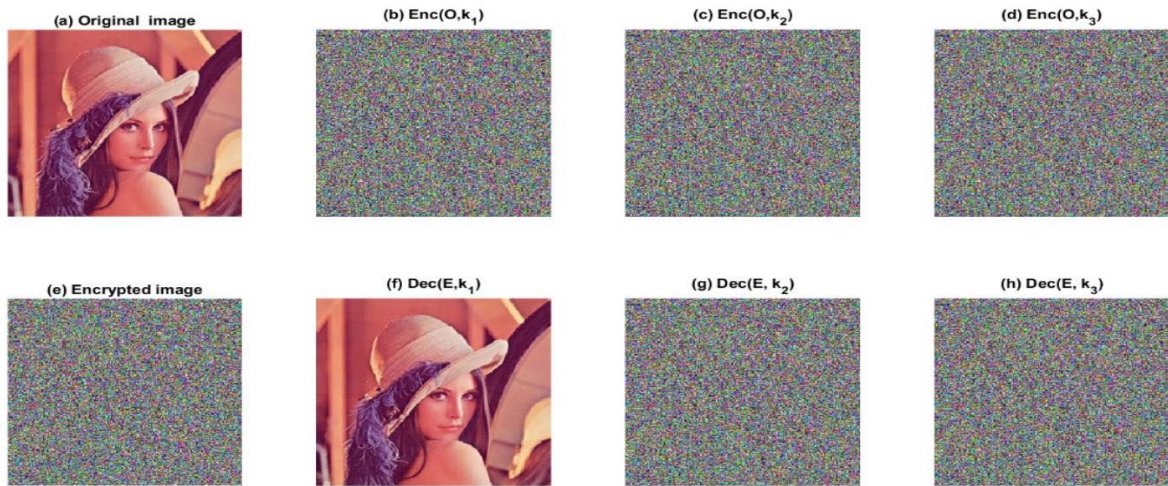 (a) Original image
(b) Enc(O,k1)
(c) Enc(O,k2)
(d) Enc(O,k3)
(e) Encrypted image
(f) Dec(E,k1)
(g) Dec(E, k2)
(h) Dec(E, k3)